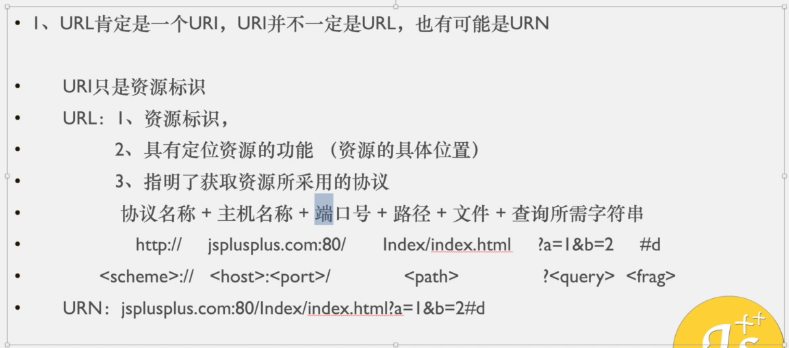 1、URL肯定是一个URI，URI并不一定是URL，也有可能是URN
URI只是资源标识
URL：1、资源标识，
2、具有定位资源的功能 （资源的具体位置）
3、指明了获取资源所采用的协议
协议名称 + 主机名称 + 端口号 + 路径 + 文件 + 查询所需字符串
http:// jsplusplus.com:80/ Index/index.html ?a=1&b=2 #d
<scheme>:// <host>:<port>/ <path> ?<query> <frag>
URN：jsplusplus.com:80/Index/index.html?a=1&b=2#d